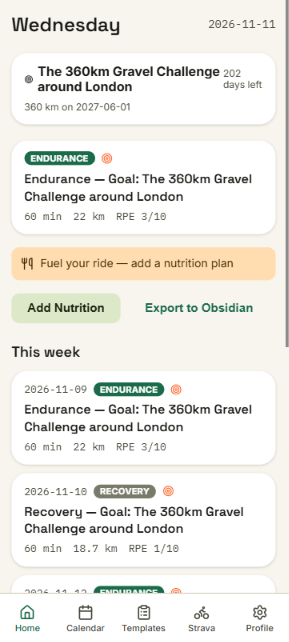 Wednesday
2026-11-11
The 360km Gravel Challenge
around London
202
days left
360 km on 2027-06-01
ENDURANCE
Endurance — Goal: The 360km Gravel
Challenge around London
60 min 22 km RPE 3/10
Fuel your ride — add a nutrition plan
Add Nutrition
Export to Obsidian
This week
2026-11-09 ENDURANCE
Endurance — Goal: The 360km Gravel
Challenge around London
60 min 22 km RPE 3/10
2026-11-10 RECOVERY
Recovery — Goal: The 360km Gravel
Challenge around London
60 min 18.7 km RPE 1/10
2026-11-12 ENDURANCE
Home
Calendar
Templates
Strava
Profile